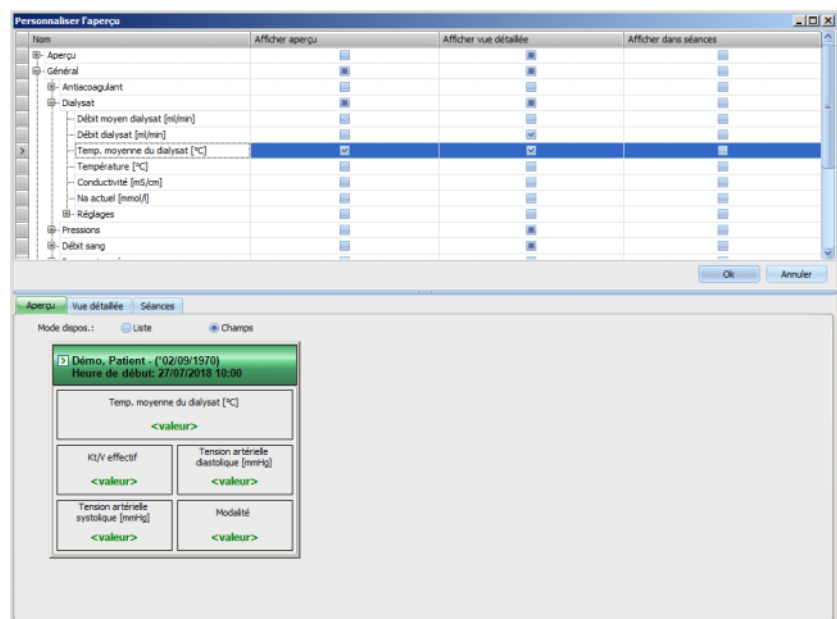 Personnaliser l'aperçu
Nom Afficher aperçu Afficher vue détaillée Afficher dans séances
Aperçu
Général
Antiacoagulant
Dialysat
Débit moyen dialysat [ml/min]
Débit dialysat [ml/min]
Temp. moyenne du dialysat [°C]
Température [°C]
Conductivité [mS/cm]
Na actuel [mmol/l]
Réglages
Pressions
Débit sang
Ok Annuler
Aperçu Vue détaillée Séances
Mode dispos.: Liste Champs
Démo, Patient - (*02/09/1970)
Heure de début: 27/07/2018 10:00
Temp. moyenne du dialysat [°C]
<valeur>
Kt/V effectif
<valeur>
Tension artérielle
diastolique [mmHg]
<valeur>
Tension artérielle
systolique [mmHg]
<valeur>
Modalité
<valeur>